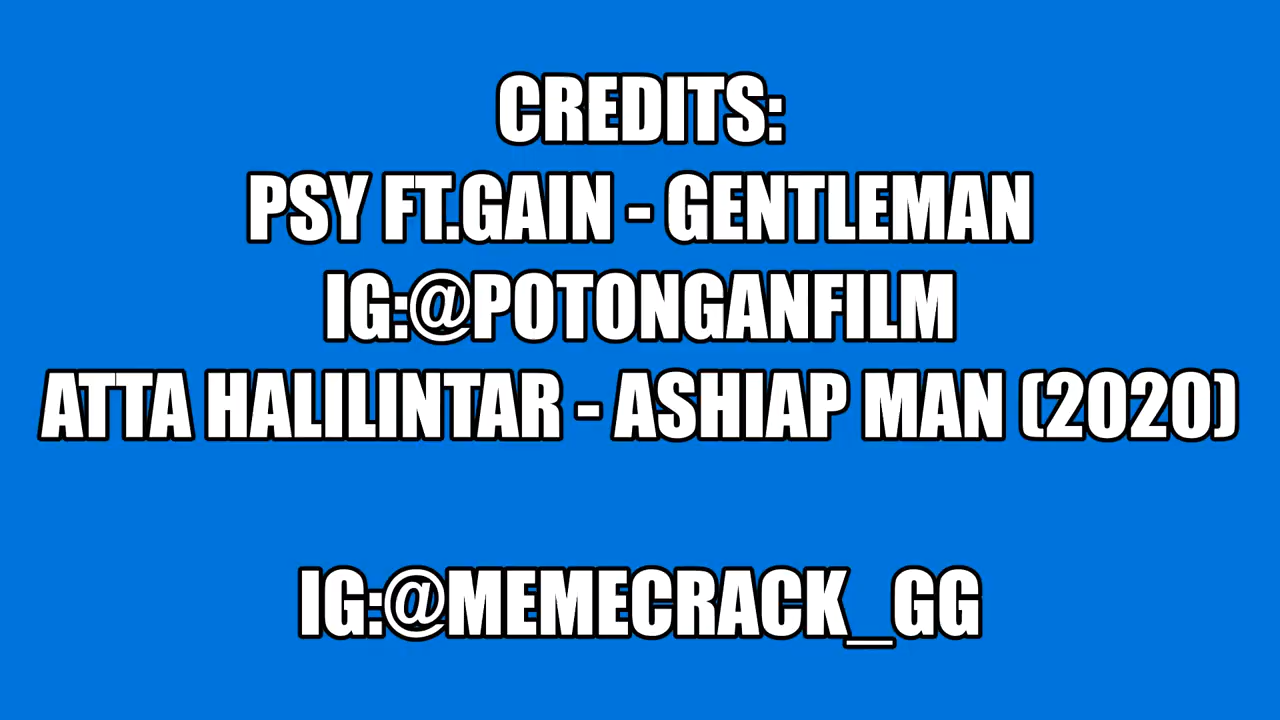 CREDITS:
PSY FT.GAIN - GENTLEMAN
IG:@POTONGANFILM
ATTA HALILINTAR - ASHIAP MAN (2020)
IG:@MEMECRACK_GG